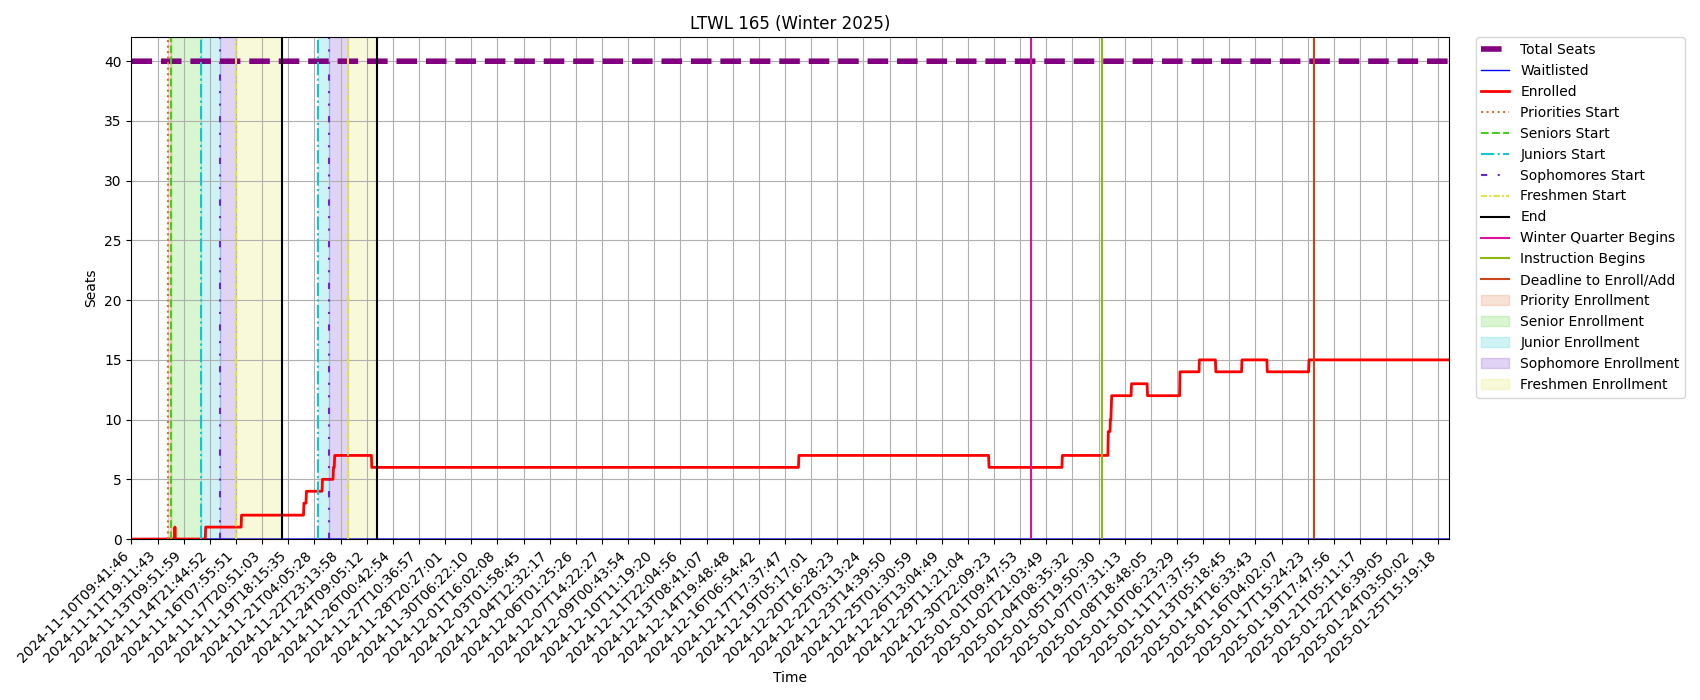 LTWL 165 (Winter 2025)
Seats
40
35
30
25
20
15
10
5
0
2024-11-10T09:41:46
2024-11-11T19:11:43
2024-11-13T09:51:59
2024-11-14T21:44:52
2024-11-16T07:55:51
2024-11-17T20:51:03
2024-11-19T18:15:35
2024-11-21T04:05:28
2024-11-22T23:13:58
2024-11-24T09:05:12
2024-11-26T00:42:54
2024-11-27T10:36:57
2024-11-28T20:27:01
2024-11-30T06:22:10
2024-12-01T16:02:08
2024-12-03T01:58:45
2024-12-04T12:32:17
2024-12-06T01:25:26
2024-12-07T14:22:27
2024-12-09T00:43:54
2024-12-10T11:19:20
2024-12-11T22:04:56
2024-12-13T08:41:07
2024-12-14T19:48:48
2024-12-16T06:54:42
2024-12-17T17:37:47
2024-12-19T05:17:01
2024-12-20T16:28:23
2024-12-22T03:13:24
2024-12-23T14:39:50
2024-12-25T01:30:59
2024-12-26T13:04:49
2024-12-29T11:21:04
2024-12-30T22:09:23
2025-01-01T09:47:53
2025-01-02T21:03:49
2025-01-04T08:35:32
2025-01-05T19:50:30
2025-01-07T07:31:13
2025-01-08T18:48:05
2025-01-10T06:23:29
2025-01-11T17:37:55
2025-01-13T05:18:45
2025-01-14T16:33:43
2025-01-16T04:02:07
2025-01-17T15:24:23
2025-01-19T17:47:56
2025-01-21T05:11:17
2025-01-22T16:39:05
2025-01-24T03:50:02
2025-01-25T15:19:18
Time
Total Seats
Waitlisted
Enrolled
Priorities Start
Seniors Start
Juniors Start
Sophomores Start
Freshmen Start
End
Winter Quarter Begins
Instruction Begins
Deadline to Enroll/Add
Priority Enrollment
Senior Enrollment
Junior Enrollment
Sophomore Enrollment
Freshmen Enrollment